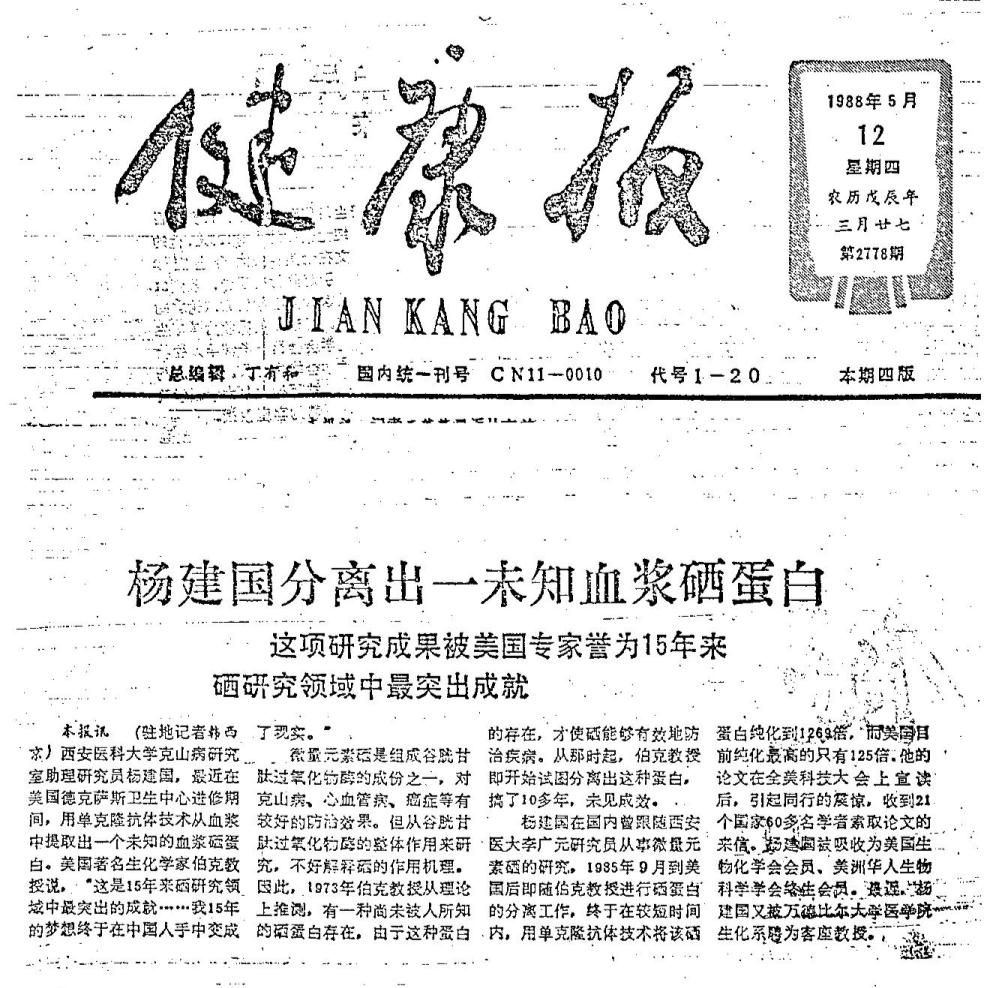 健康报
JIAN KANG BAO
1988年5月
12
星期四
农历戊辰年
三月廿七
第2778期
总编辑 丁有和
国内统一刊号 CN11—0010
代号1—20
本期四版
杨建国分离出一未知血浆硒蛋白
这项研究成果被美国专家誉为15年来
硒研究领域中最突出成就
本报讯 （驻地记者韩西
京）西安医科大学克山病研究
室助理研究员杨建国，最近在
美国德克萨斯卫生中心进修期
间，用单克隆抗体技术从血浆
中提取出一个未知的血浆硒蛋
白。美国著名生化学家伯克教
授说，“这是15年来硒研究领
域中最突出的成就……我15年
的梦想终于在中国人手中变成
了现实。”
微量元素硒是组成谷胱甘
肽过氧化物酶的成份之一，对
克山病、心血管病、癌症等有
较好的防治效果。但从谷胱甘
肽过氧化物酶的整体作用来研
究，不好解释硒的作用机理。
因此，1973年伯克教授从理论
上推测，有一种尚未被人所知
的硒蛋白存在，由于这种蛋白
的存在，才使硒能够有效地防
治疾病。从那时起，伯克教授
即开始试图分离出这种蛋白，
搞了10多年，未见成效。
杨建国在国内曾跟随西安
医大李广元研究员从事微量元
素硒的研究，1985年9月到美
国后即随伯克教授进行硒蛋白
的分离工作，终于在较短时间
内，用单克隆抗体技术将该硒
蛋白纯化到1269倍，而美国目
前纯化最高的只有125倍。他的
论文在全美科技大会上宣读
后，引起同行的震惊，收到21
个国家60多名学者索取论文的
来信。杨建国被吸收为美国生
物化学会会员、美洲华人生物
科学学会终生会员。最近，杨
建国又被万德比尔大学医学院
生化系聘为客座教授。